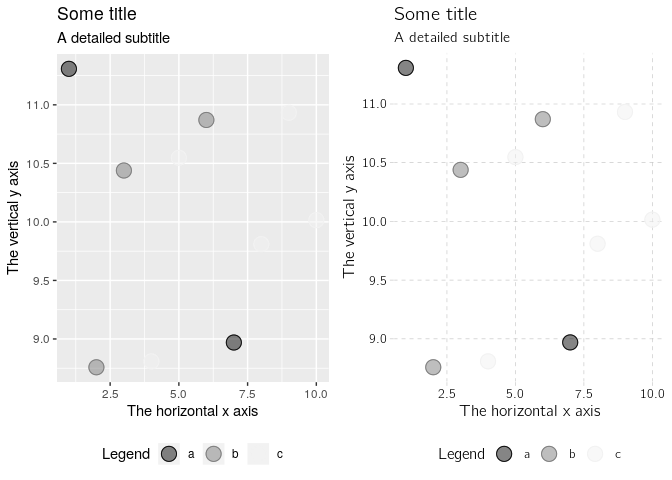 Some title
A detailed subtitle
The vertical y axis
11.0
10.5
10.0
9.5
9.0
2.5 5.0 7.5 10.0
The horizontal x axis
Legend a b c
Some title
A detailed subtitle
The vertical y axis
11.0
10.5
10.0
9.5
9.0
2.5 5.0 7.5 10.0
The horizontal x axis
Legend a b c